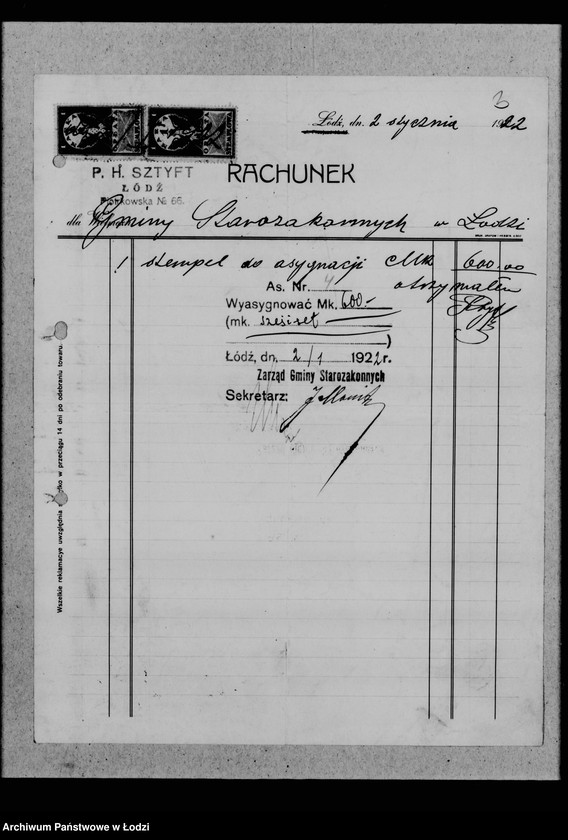 3
Łódź, dn. 2 stycznia 1922
P. H. SZTYFT
ŁÓDŹ
Piotrkowska № 65.
RACHUNEK
dla Gminy Starozakonnych w Łodzi
1 stempel do asygnacji Mk 600.00
otrzymałem
As. Nr. 4
Wyasygnować Mk. 600.-
(mk. sześćset
)
Łódź, dn. 2/1 1922 r.
Zarząd Gminy Starozakonnych
Sekretarz:
Wszelkie reklamacye uwzględnia się tylko w przeciągu 14 dni po odebraniu towaru.
Archiwum Państwowe w Łodzi